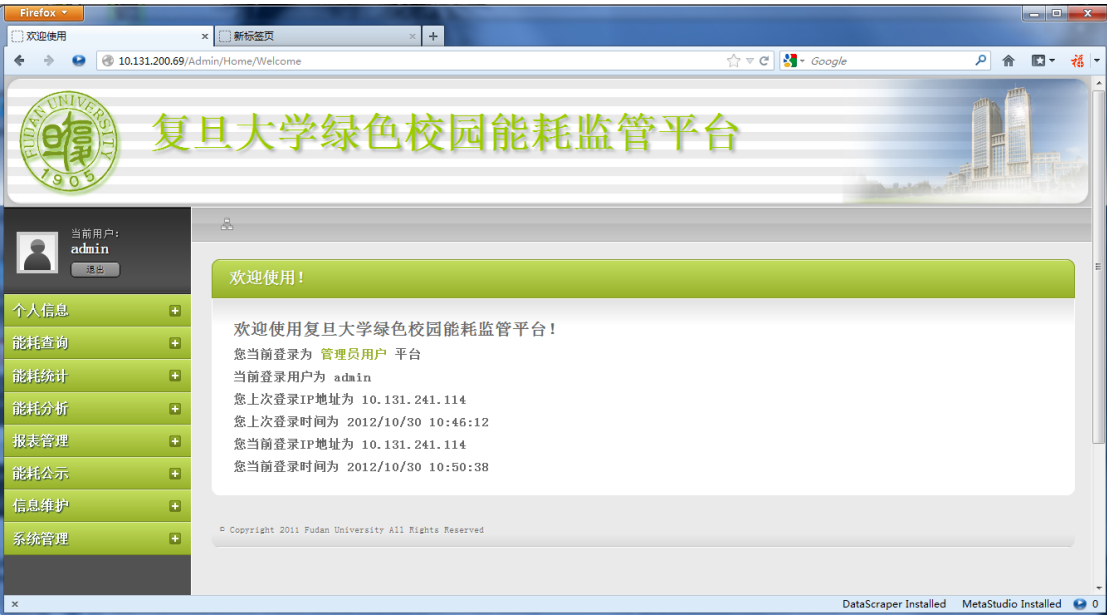 Firefox
欢迎使用
新标签页
10.131.200.69/Admin/Home/Welcome
Google
FUDAN UNIVERSITY
1905
复旦大学绿色校园能耗监管平台
当前用户:
admin
退出
个人信息
能耗查询
能耗统计
能耗分析
报表管理
能耗公示
信息维护
系统管理
欢迎使用!
欢迎使用复旦大学绿色校园能耗监管平台!
您当前登录为 管理员用户 平台
当前登录用户为 admin
您上次登录IP地址为 10.131.241.114
您上次登录时间为 2012/10/30 10:46:12
您当前登录IP地址为 10.131.241.114
您当前登录时间为 2012/10/30 10:50:38
© Copyright 2011 Fudan University All Rights Reserved
DataScraper Installed MetaStudio Installed 0